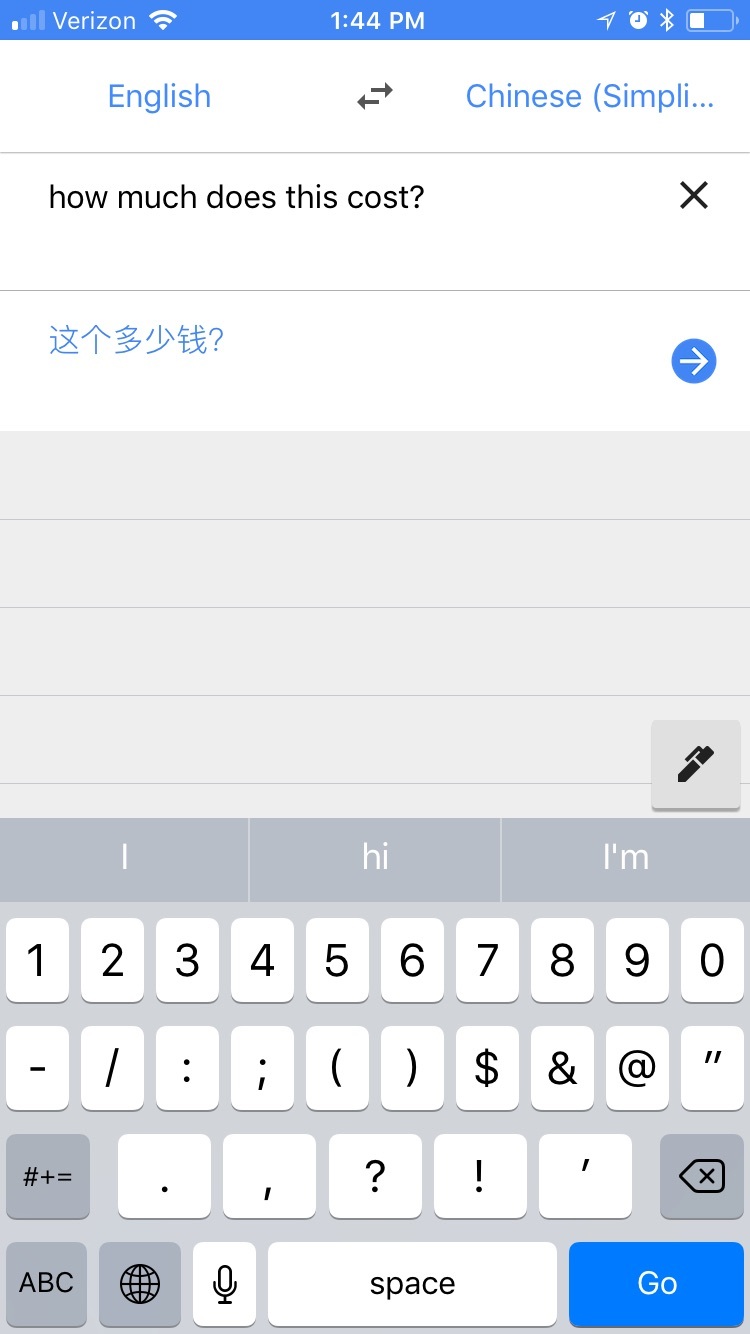 Verizon 1:44 PM
English Chinese (Simpli...
how much does this cost?
这个多少钱?
I hi I'm
1 2 3 4 5 6 7 8 9 0
- / : ; ( ) $ & @ "
#+= . , ? ! '
ABC space Go